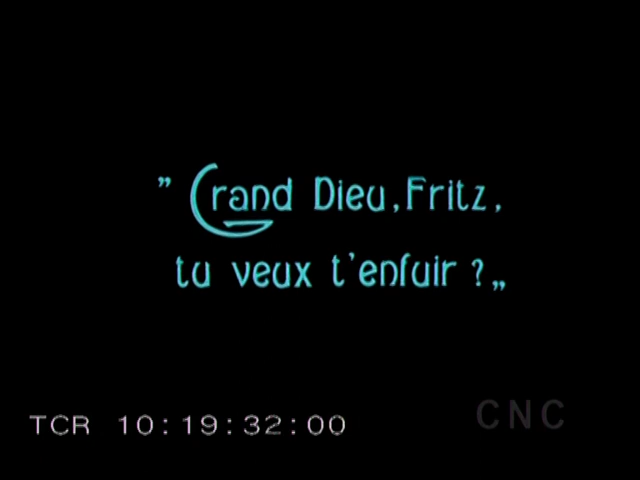 ” Grand Dieu, Fritz,
tu veux t'enfuir ? „
TCR 10:19:32:00
CNC